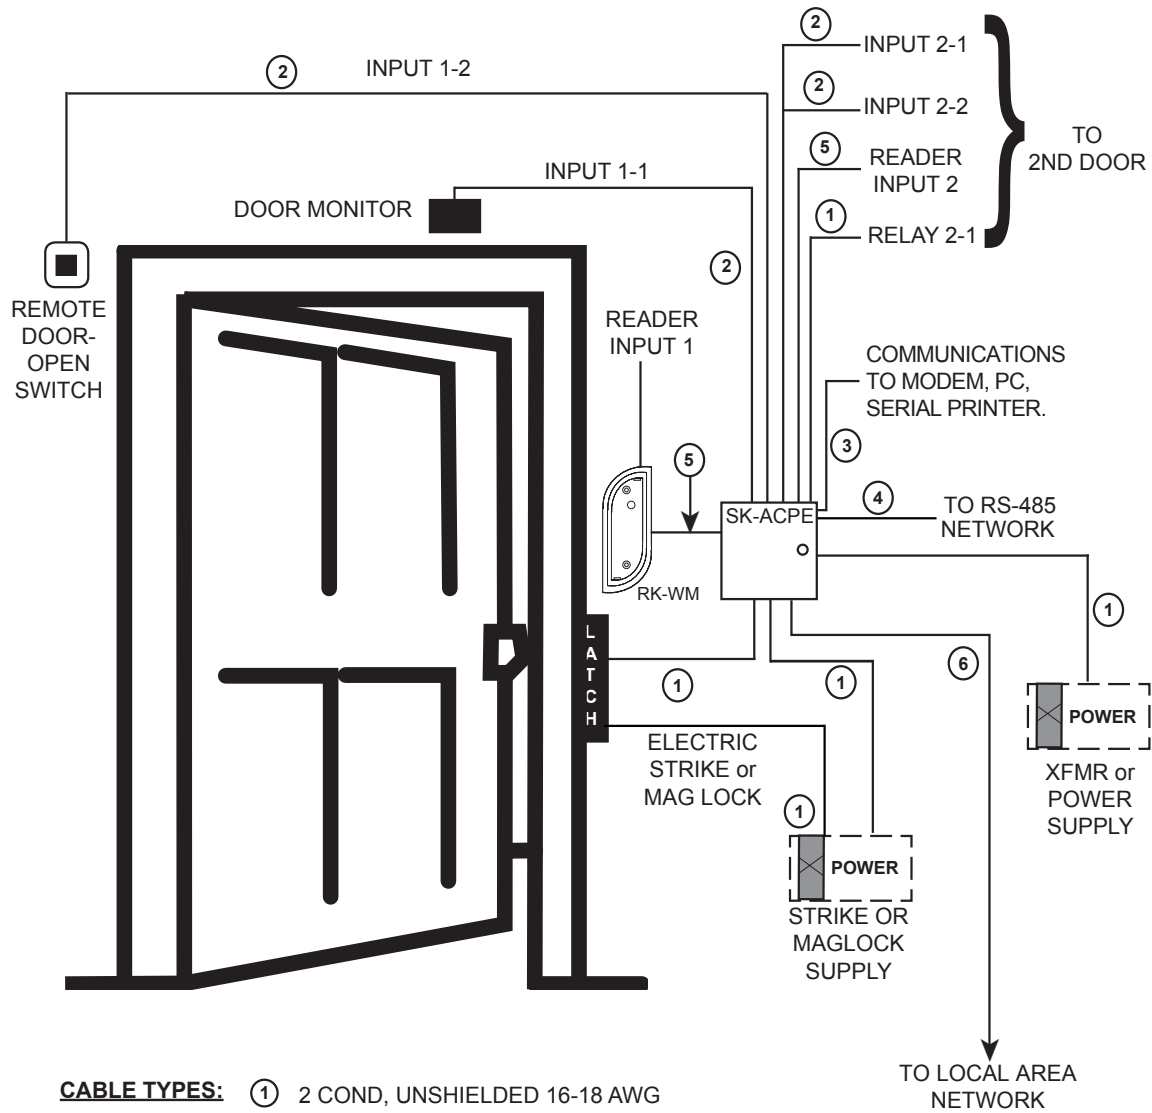 2
INPUT 2-1
2
INPUT 1-2
2
INPUT 2-2
TO
2ND DOOR
5
READER
INPUT 2
INPUT 1-1
DOOR MONITOR
1
RELAY 2-1
2
REMOTE
DOOR-
OPEN
SWITCH
READER
INPUT 1
COMMUNICATIONS
TO MODEM, PC,
SERIAL PRINTER.
3
5
4
TO RS-485
NETWORK
SK-ACPE
RK-WM
1
LATCH
1
1
6
POWER
XFMR or
POWER
SUPPLY
ELECTRIC
STRIKE or
MAG LOCK
1
POWER
STRIKE OR
MAGLOCK
SUPPLY
TO LOCAL AREA
NETWORK
CABLE TYPES: 1 2 COND, UNSHIELDED 16-18 AWG